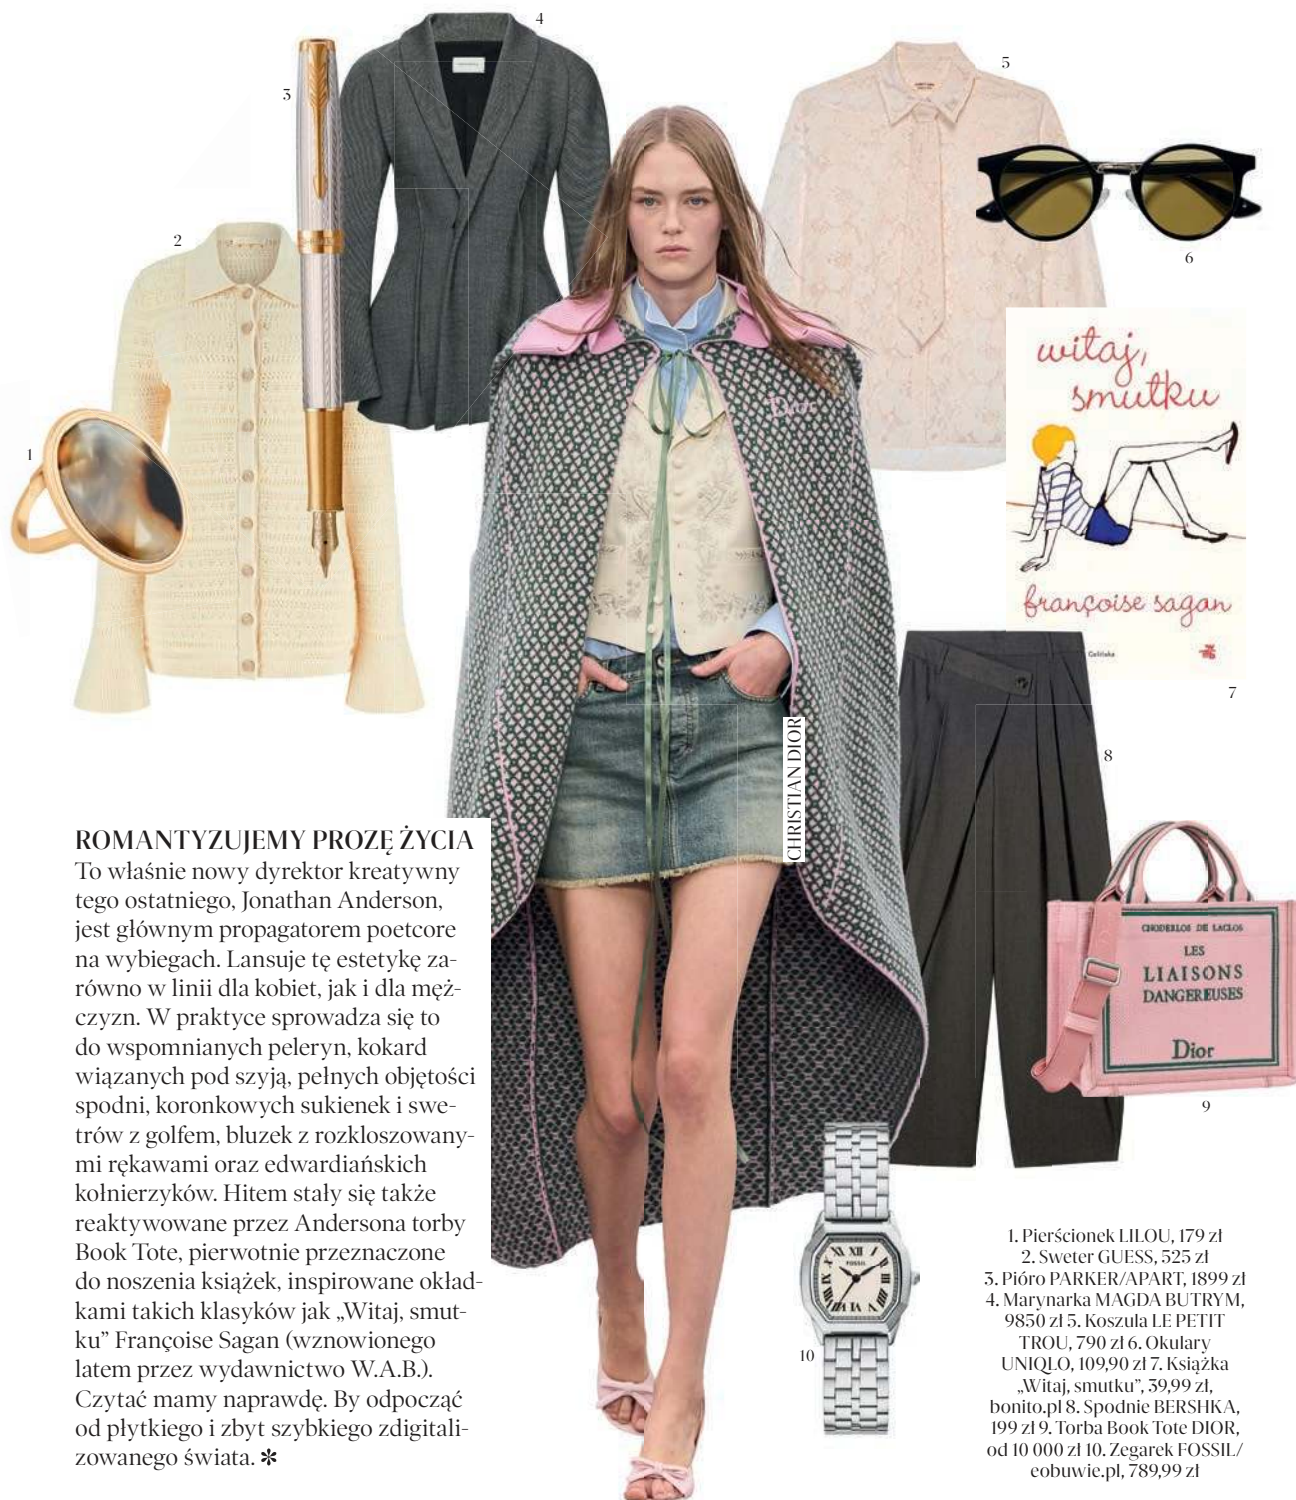 4
3
5
2
6
1
witaj,
smutku
françoise sagan
7
8
Dior
CHRISTIAN DIOR
ROMANTYZUJEMY PROZĘ ŻYCIA
To właśnie nowy dyrektor kreatywny
tego ostatniego, Jonathan Anderson,
jest głównym propagatorem poetcore
na wybiegach. Lansuje tę estetykę za-
równo w linii dla kobiet, jak i dla męż-
czyzn. W praktyce sprowadza się to
do wspomnianych peleryn, kokard
wiązanych pod szyją, pełnych objętości
spodni, koronkowych sukienek i swe-
trów z golfem, bluzek z rozkloszowany-
mi rękawami oraz edwardiańskich
kołnierzyków. Hitem stały się także
reaktywowane przez Andersona torby
Book Tote, pierwotnie przeznaczone
do noszenia książek, inspirowane okład-
kami takich klasyków jak „Witaj, smut-
ku” Françoise Sagan (wznowionego
latem przez wydawnictwo W.A.B.).
Czytać mamy naprawdę. By odpocząć
od płytkiego i zbyt szybkiego zdigitali-
zowanego świata. ✻
CHODERLOS DE LACLOS
LES
LIAISONS
DANGEREUSES
Dior
9
FOSSIL
10
1. Pierścionek LILOU, 179 zł
2. Sweter GUESS, 525 zł
3. Pióro PARKER/APART, 1899 zł
4. Marynarka MAGDA BUTRYM,
9850 zł 5. Koszula LE PETIT
TROU, 790 zł 6. Okulary
UNIQLO, 109,90 zł 7. Książka
„Witaj, smutku”, 39,99 zł,
bonito.pl 8. Spodnie BERSHKA,
199 zł 9. Torba Book Tote DIOR,
od 10 000 zł 10. Zegarek FOSSIL/
eobuwie.pl, 789,99 zł